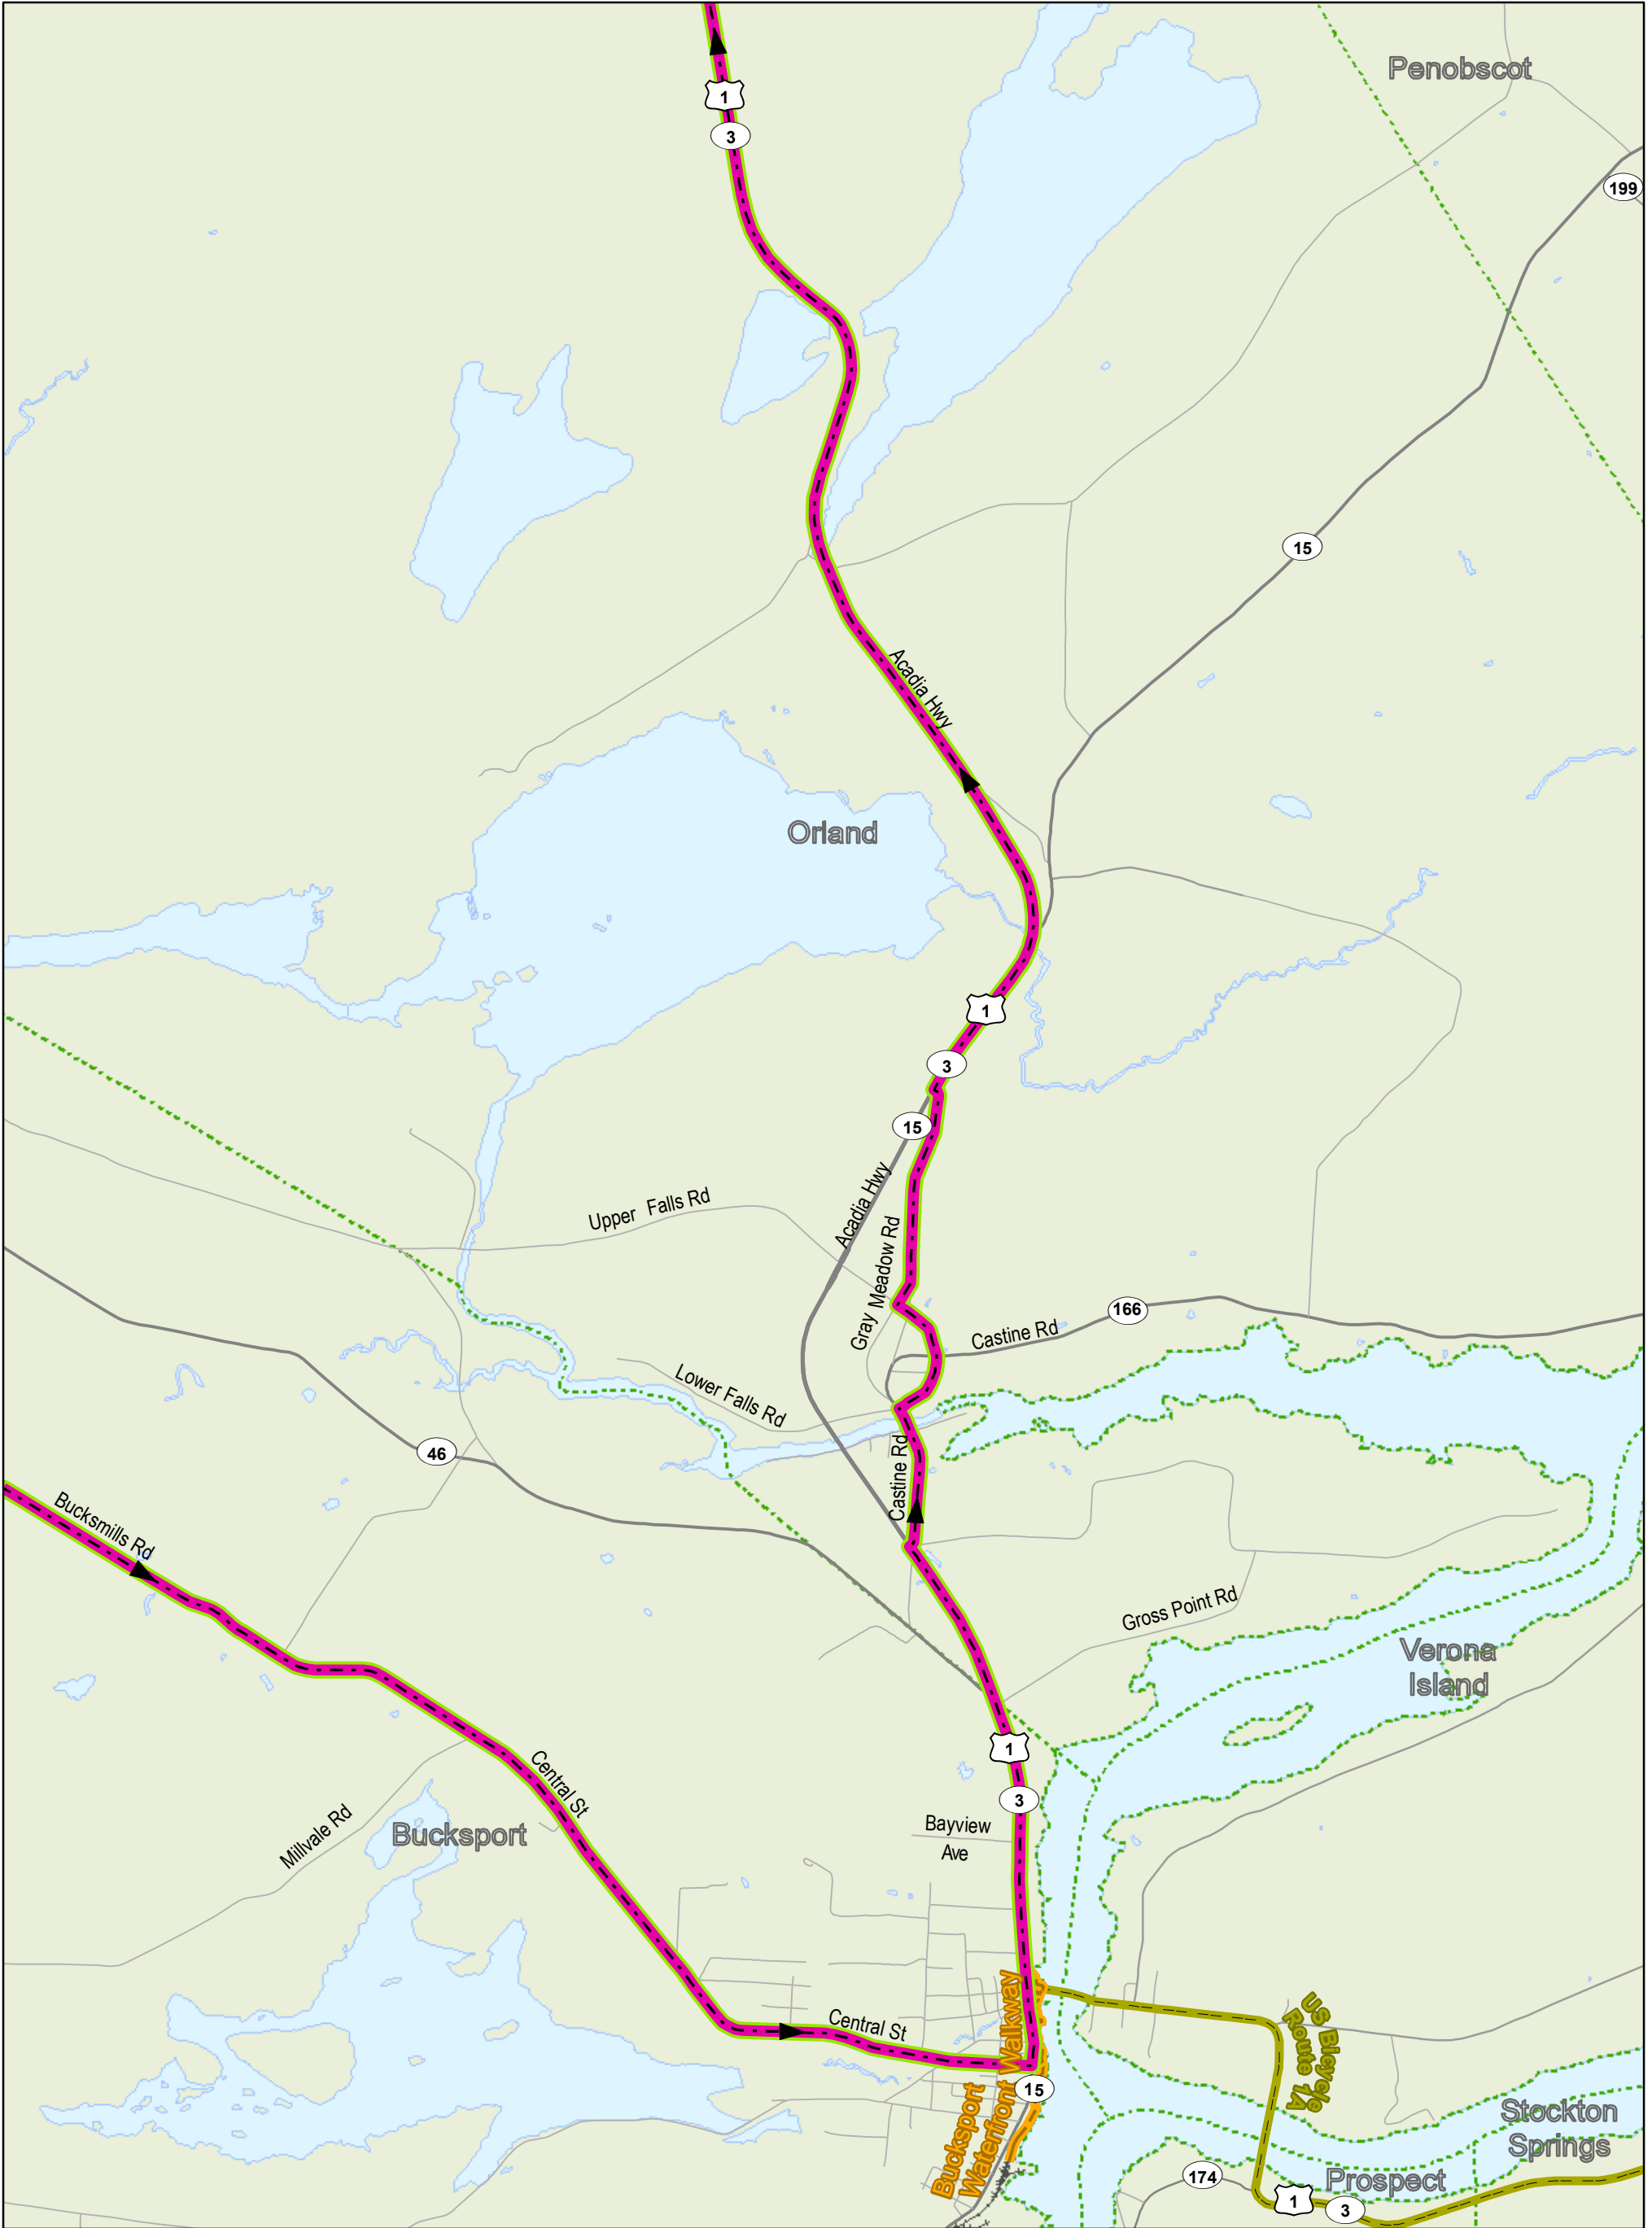 Penobscot
1
3
199
15
Acadia Hwy
Orland
1
3
15
Acadia Hwy
Upper Falls Rd
Gray Meadow Rd
166
Castine Rd
Lower Falls Rd
Castine Rd
46
Bucksmills Rd
Gross Point Rd
Verona
Island
1
3
Central St
Bayview
Ave
Millvale Rd
Bucksport
Central St
Bucksport
Waterfront Walkway
US Bicycle
Route 1A
15
Stockton
Springs
174
Prospect
1
3